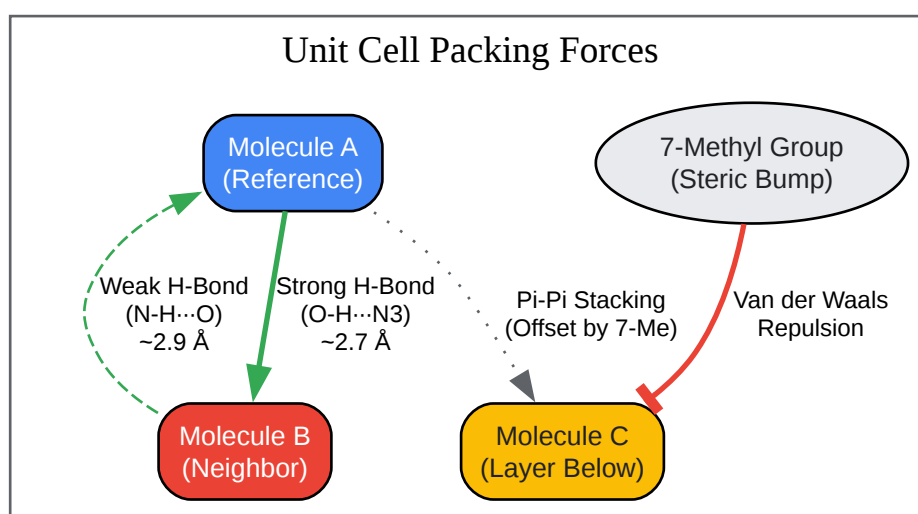 Unit Cell Packing Forces
Molecule A
(Reference)
7-Methyl Group
(Steric Bump)
Weak H-Bond
(N-H···O)
~2.9 Å
Strong H-Bond
(O-H···N3)
~2.7 Å
Pi-Pi Stacking
(Offset by 7-Me)
Van der Waals
Repulsion
Molecule B
(Neighbor)
Molecule C
(Layer Below)